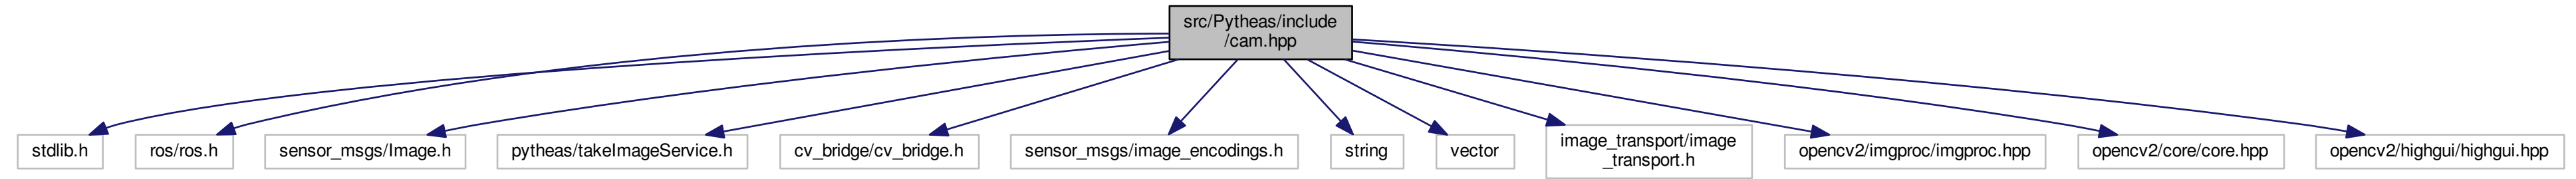 src/Pytheas/include
/cam.hpp
stdlib.h
ros/ros.h
sensor_msgs/Image.h
pytheas/takeImageService.h
cv_bridge/cv_bridge.h
sensor_msgs/image_encodings.h
string
vector
image_transport/image
_transport.h
opencv2/imgproc/imgproc.hpp
opencv2/core/core.hpp
opencv2/highgui/highgui.hpp